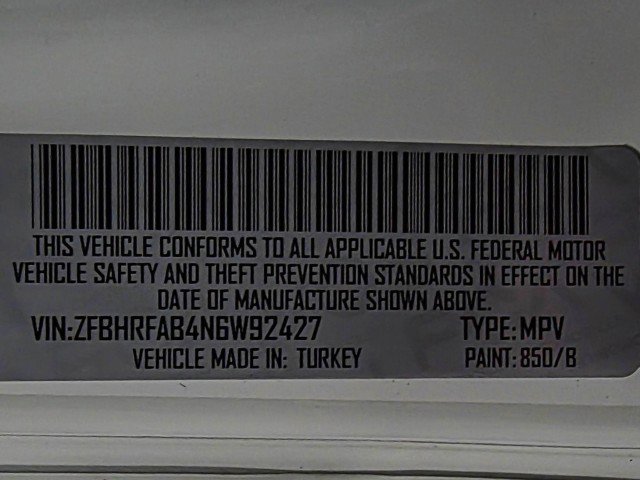 THIS VEHICLE CONFORMS TO ALL APPLICABLE U.S. FEDERAL MOTOR
VEHICLE SAFETY AND THEFT PREVENTION STANDARDS IN EFFECT ON THE
DATE OF MANUFACTURE SHOWN ABOVE.
VIN:ZFBHRFAB4N6W92427 TYPE:MPV
VEHICLE MADE IN: TURKEY PAINT:850/B